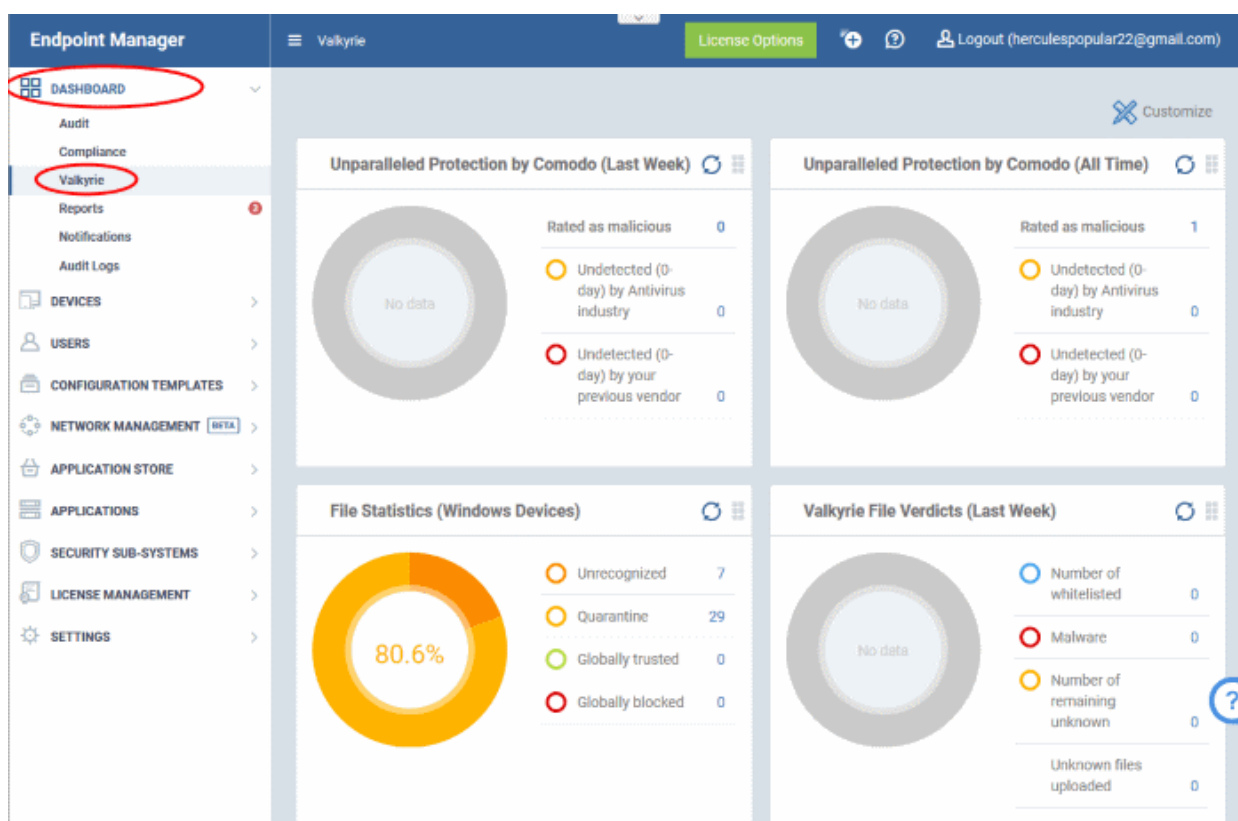 Endpoint Manager
Valkyrie
License Options
Logout (herculespopular22@gmail.com)
DASHBOARD
Audit
Compliance
Valkyrie
Reports
2
Notifications
Audit Logs
DEVICES
USERS
CONFIGURATION TEMPLATES
NETWORK MANAGEMENT BETA
APPLICATION STORE
APPLICATIONS
SECURITY SUB-SYSTEMS
LICENSE MANAGEMENT
SETTINGS
Customize
Unparalleled Protection by Comodo (Last Week)
No data
Rated as malicious 0
Undetected (0-
day) by Antivirus
industry 0
Undetected (0-
day) by your
previous vendor 0
Unparalleled Protection by Comodo (All Time)
No data
Rated as malicious 1
Undetected (0-
day) by Antivirus
industry 0
Undetected (0-
day) by your
previous vendor 0
File Statistics (Windows Devices)
80.6%
Unrecognized 7
Quarantine 29
Globally trusted 0
Globally blocked 0
Valkyrie File Verdicts (Last Week)
No data
Number of
whitelisted 0
Malware 0
Number of
remaining
unknown 0
Unknown files
uploaded 0
?